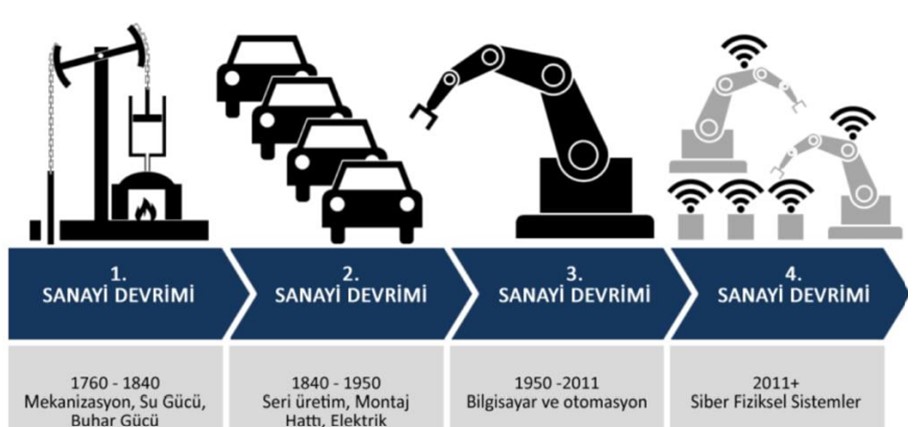 1.
SANAYİ DEVRİMİ
2.
SANAYİ DEVRİMİ
3.
SANAYİ DEVRİMİ
4.
SANAYİ DEVRİMİ
1760 - 1840
Mekanizasyon, Su Gücü,
Buhar Gücü
1840 - 1950
Seri üretim, Montaj
Hattı, Elektrik
1950 -2011
Bilgisayar ve otomasyon
2011+
Siber Fiziksel Sistemler